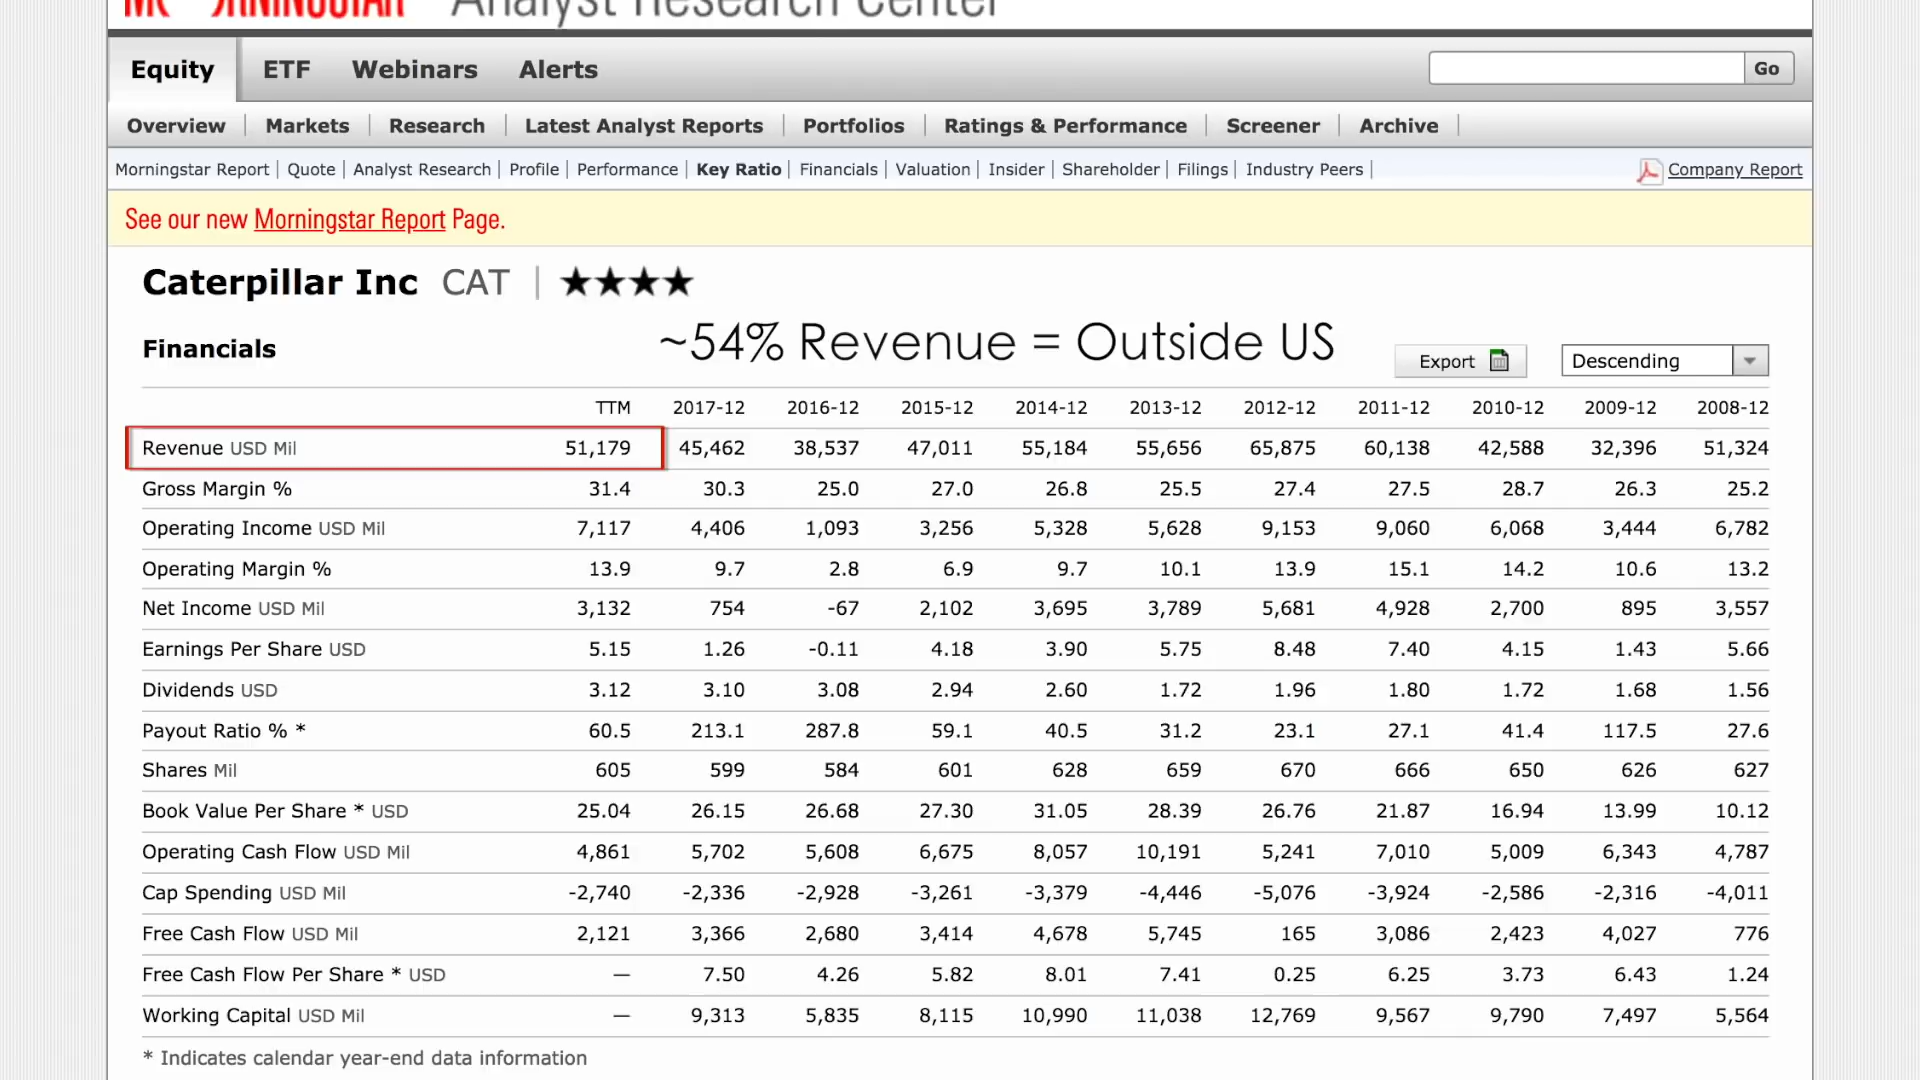 MORNINGSTAR Analyst Research Center
Equity ETF Webinars Alerts Go
Overview Markets Research Latest Analyst Reports Portfolios Ratings & Performance Screener Archive
Morningstar Report Quote Analyst Research Profile Performance Key Ratio Financials Valuation Insider Shareholder Filings Industry Peers Company Report
See our new Morningstar Report Page.
Caterpillar Inc CAT ★★★★
~54% Revenue = Outside US
Financials Export Descending
TTM 2017-12 2016-12 2015-12 2014-12 2013-12 2012-12 2011-12 2010-12 2009-12 2008-12
Revenue USD Mil 51,179 45,462 38,537 47,011 55,184 55,656 65,875 60,138 42,588 32,396 51,324
Gross Margin % 31.4 30.3 25.0 27.0 26.8 25.5 27.4 27.5 28.7 26.3 25.2
Operating Income USD Mil 7,117 4,406 1,093 3,256 5,328 5,628 9,153 9,060 6,068 3,444 6,782
Operating Margin % 13.9 9.7 2.8 6.9 9.7 10.1 13.9 15.1 14.2 10.6 13.2
Net Income USD Mil 3,132 754 -67 2,102 3,695 3,789 5,681 4,928 2,700 895 3,557
Earnings Per Share USD 5.15 1.26 -0.11 4.18 3.90 5.75 8.48 7.40 4.15 1.43 5.66
Dividends USD 3.12 3.10 3.08 2.94 2.60 1.72 1.96 1.80 1.72 1.68 1.56
Payout Ratio % * 60.5 213.1 287.8 59.1 40.5 31.2 23.1 27.1 41.4 117.5 27.6
Shares Mil 605 599 584 601 628 659 670 666 650 626 627
Book Value Per Share * USD 25.04 26.15 26.68 27.30 31.05 28.39 26.76 21.87 16.94 13.99 10.12
Operating Cash Flow USD Mil 4,861 5,702 5,608 6,675 8,057 10,191 5,241 7,010 5,009 6,343 4,787
Cap Spending USD Mil -2,740 -2,336 -2,928 -3,261 -3,379 -4,446 -5,076 -3,924 -2,586 -2,316 -4,011
Free Cash Flow USD Mil 2,121 3,366 2,680 3,414 4,678 5,745 165 3,086 2,423 4,027 776
Free Cash Flow Per Share * USD — 7.50 4.26 5.82 8.01 7.41 0.25 6.25 3.73 6.43 1.24
Working Capital USD Mil — 9,313 5,835 8,115 10,990 11,038 12,769 9,567 9,790 7,497 5,564
* Indicates calendar year-end data information